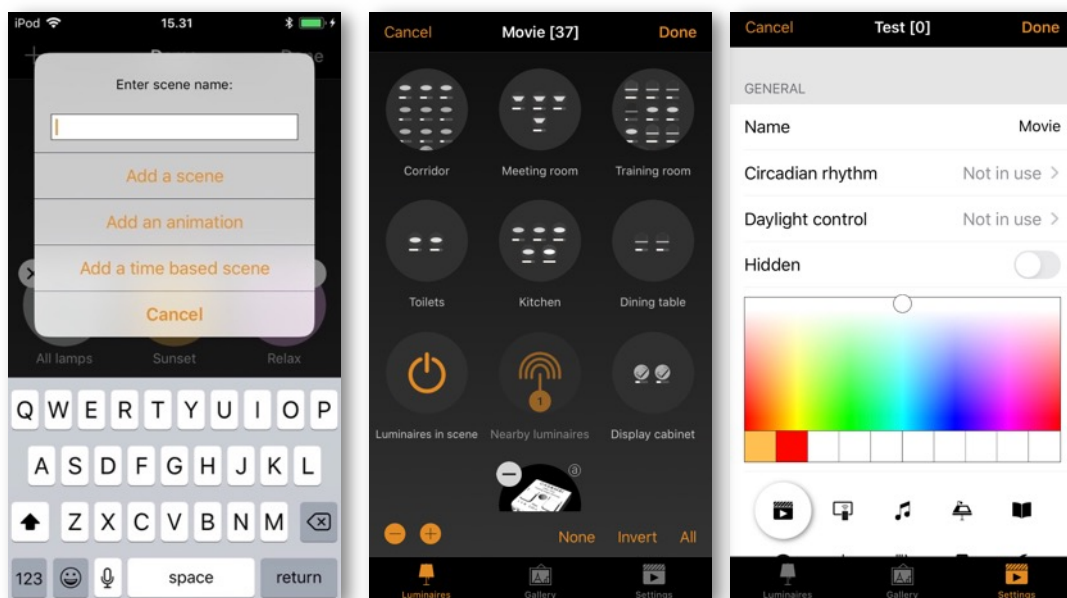 iPod 15.31
Enter scene name:
Add a scene
Add an animation
Add a time based scene
Cancel
All lamps Sunset Relax
Q W E R T Y U I O P
A S D F G H J K L
Z X C V B N M
123 space return
Cancel Movie [37] Done
Corridor Meeting room Training room
Toilets Kitchen Dining table
1
Luminaires in scene Nearby luminaires Display cabinet
a
None Invert All
Luminaires Gallery Settings
Cancel Test [0] Done
GENERAL
Name Movie
Circadian rhythm Not in use
Daylight control Not in use
Hidden
Luminaires Gallery Settings